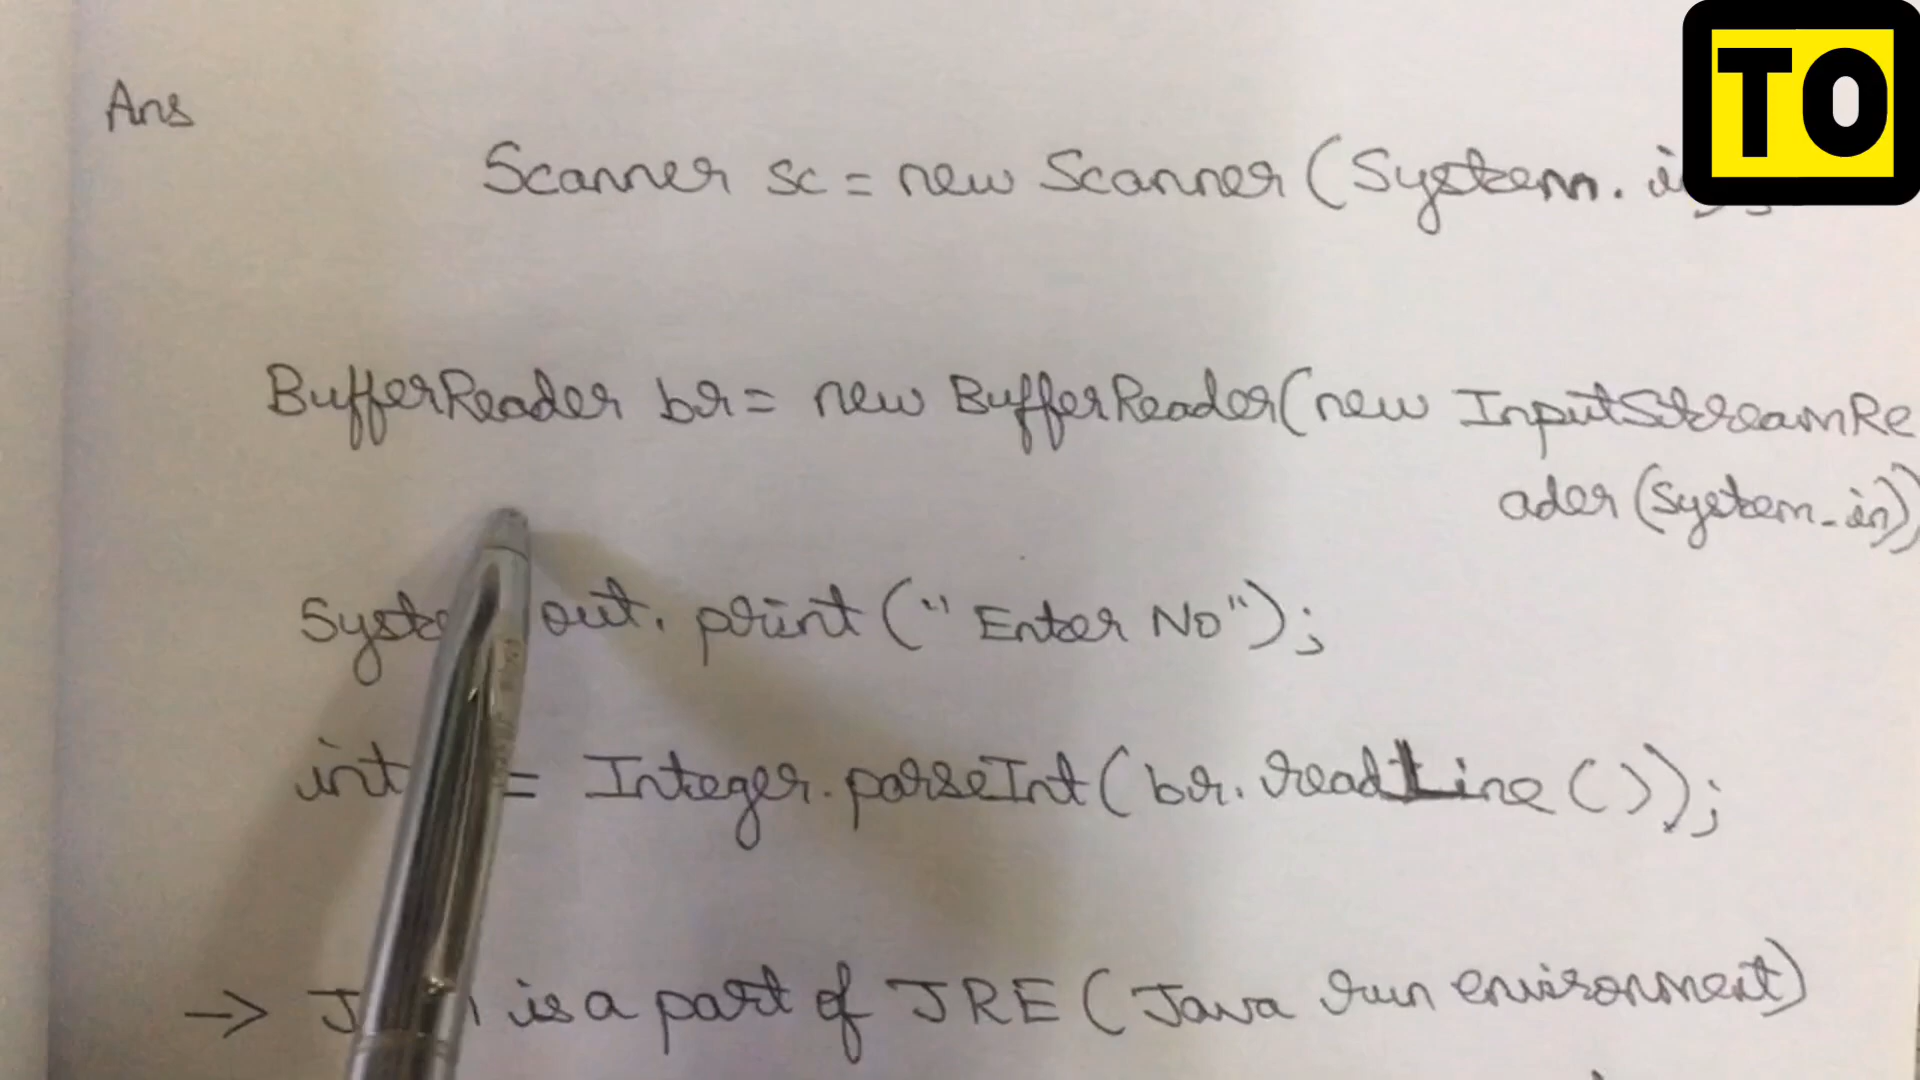 TO
Ans
Scanner sc = new Scanner (System.
BufferReader br = new BufferReader(new InputStreamRe
ader (System.in))
out. print ("Enter No");
int = Integer.parseInt (br. readLine ());
→ is a part of JRE (Java run environment)